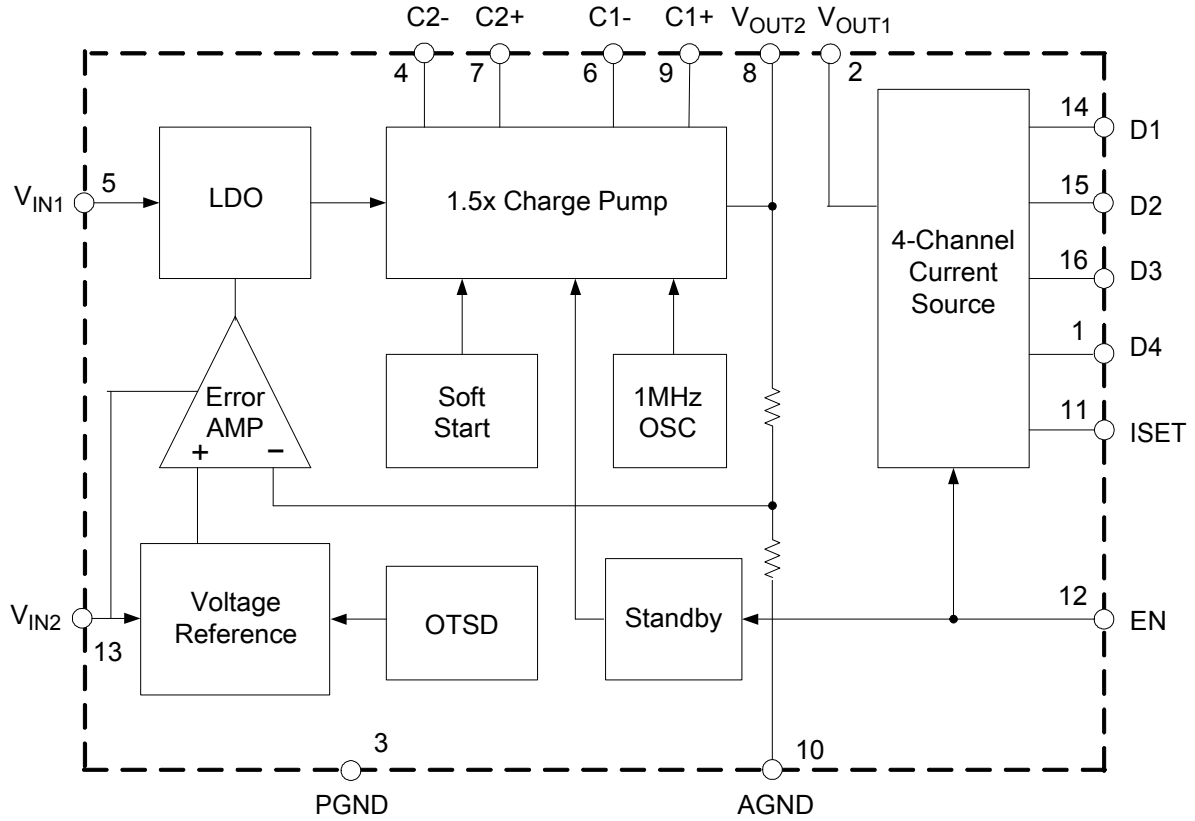 C2- C2+ C1- C1+ VOUT2 VOUT1
4 7 6 9 8 2
14 D1
VIN1 5 LDO 1.5x Charge Pump 15 D2
4-Channel
Current
Source
16 D3
1 D4
Error
AMP
+ −
Soft
Start
1MHz
OSC
11 ISET
VIN2 13
Voltage
Reference
OTSD
Standby
12 EN
3 10
PGND AGND